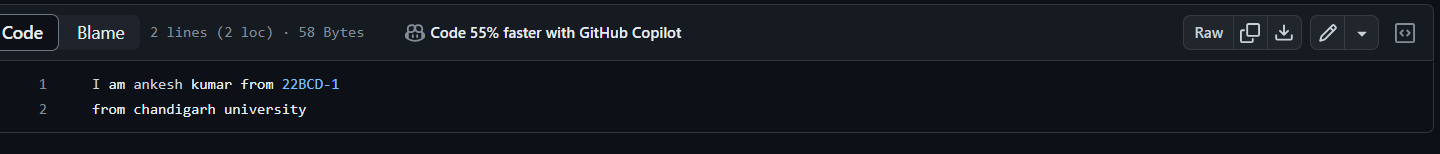 Code Blame 2 lines (2 loc) · 58 Bytes Code 55% faster with GitHub Copilot Raw
1 I am ankesh kumar from 22BCD-1
2 from chandigarh university